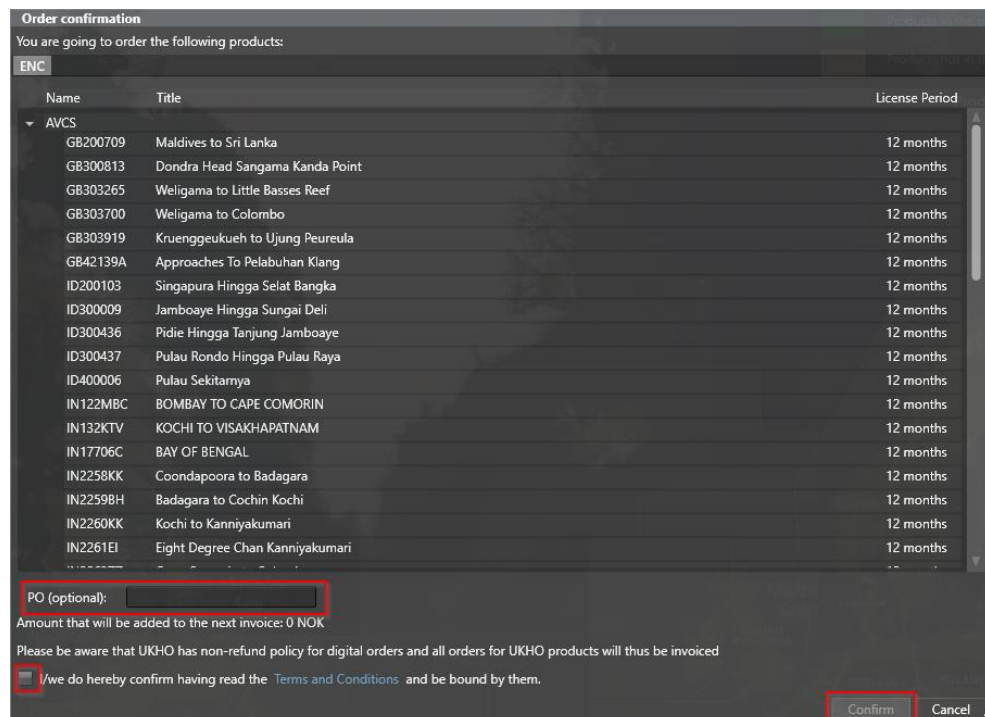 Order confirmation
You are going to order the following products:
ENC
Name Title License Period
AVCS
GB200709 Maldives to Sri Lanka 12 months
GB300813 Dondra Head Sangama Kanda Point 12 months
GB303265 Weligama to Little Basses Reef 12 months
GB303700 Weligama to Colombo 12 months
GB303919 Kruenggeukueh to Ujung Peureula 12 months
GB42139A Approaches To Pelabuhan Klang 12 months
ID200103 Singapura Hingga Selat Bangka 12 months
ID300009 Jamboaye Hingga Sungai Deli 12 months
ID300436 Pidie Hingga Tanjung Jamboaye 12 months
ID300437 Pulau Rondo Hingga Pulau Raya 12 months
ID400006 Pulau Sekitarnya 12 months
IN122MBC BOMBAY TO CAPE COMORIN 12 months
IN132KTV KOCHI TO VISAKHAPATNAM 12 months
IN17706C BAY OF BENGAL 12 months
IN2258KK Coondapoora to Badagara 12 months
IN2259BH Badagara to Cochin Kochi 12 months
IN2260KK Kochi to Kanniyakumari 12 months
IN2261EI Eight Degree Chan Kanniyakumari 12 months
PO (optional):
Amount that will be added to the next invoice: 0 NOK
Please be aware that UKHO has non-refund policy for digital orders and all orders for UKHO products will thus be invoiced
I/we do hereby confirm having read the Terms and Conditions and be bound by them.
Confirm Cancel